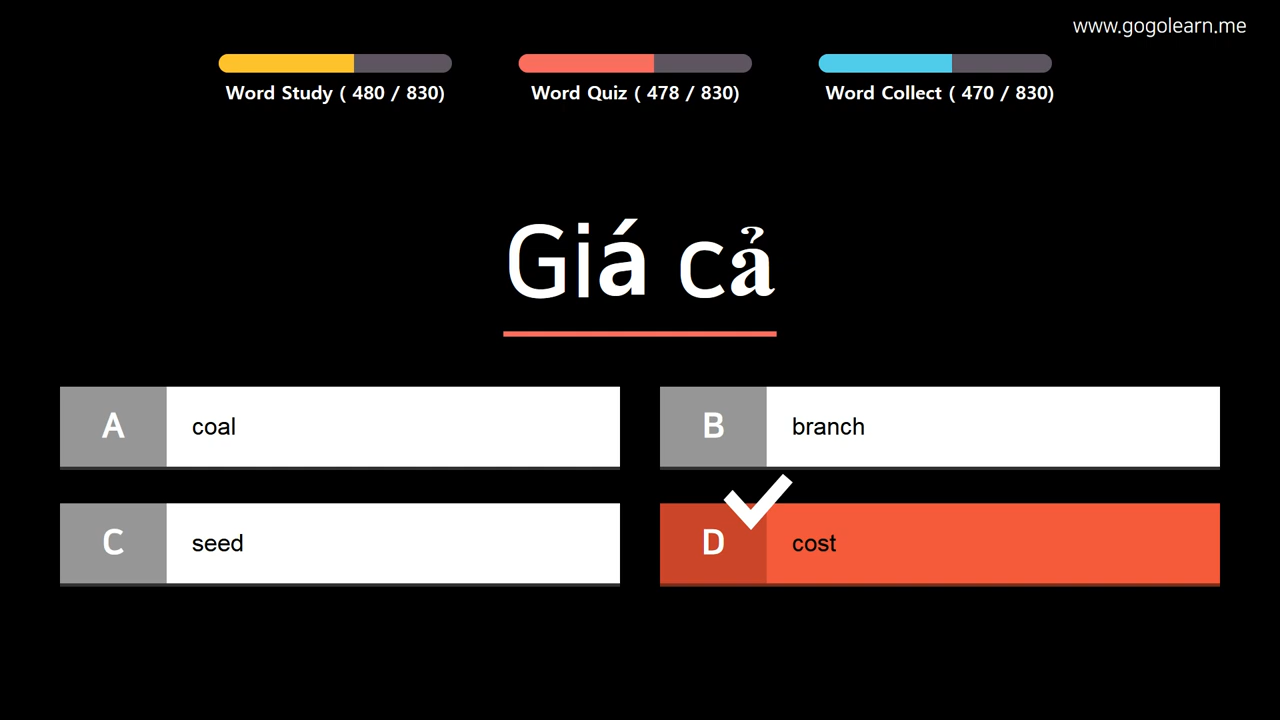 www.gogolearn.me
Word Study ( 480 / 830)
Word Quiz ( 478 / 830)
Word Collect ( 470 / 830)
Giá cả
A coal
B branch
C seed
D cost